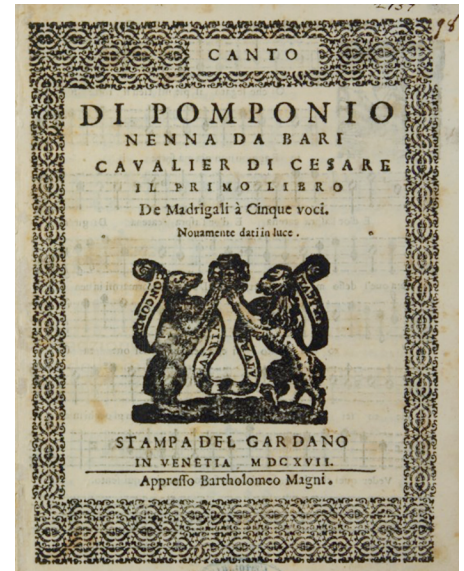 98
CANTO
DI POMPONIO
NENNA DA BARI
CAVALIER DI CESARE
IL PRIMO LIBRO
De Madrigali à Cinque voci.
Nouamente dati in luce.
STAMPA DEL GARDANO
IN VENETIA, MDCXVII.
Appresso Bartholomeo Magni.